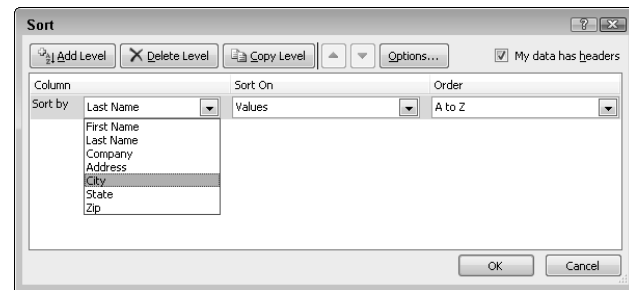 Sort
Add Level Delete Level Copy Level Options... My data has headers
Column Sort On Order
Sort by Last Name Values A to Z
First Name
Last Name
Company
Address
City
State
Zip
OK Cancel